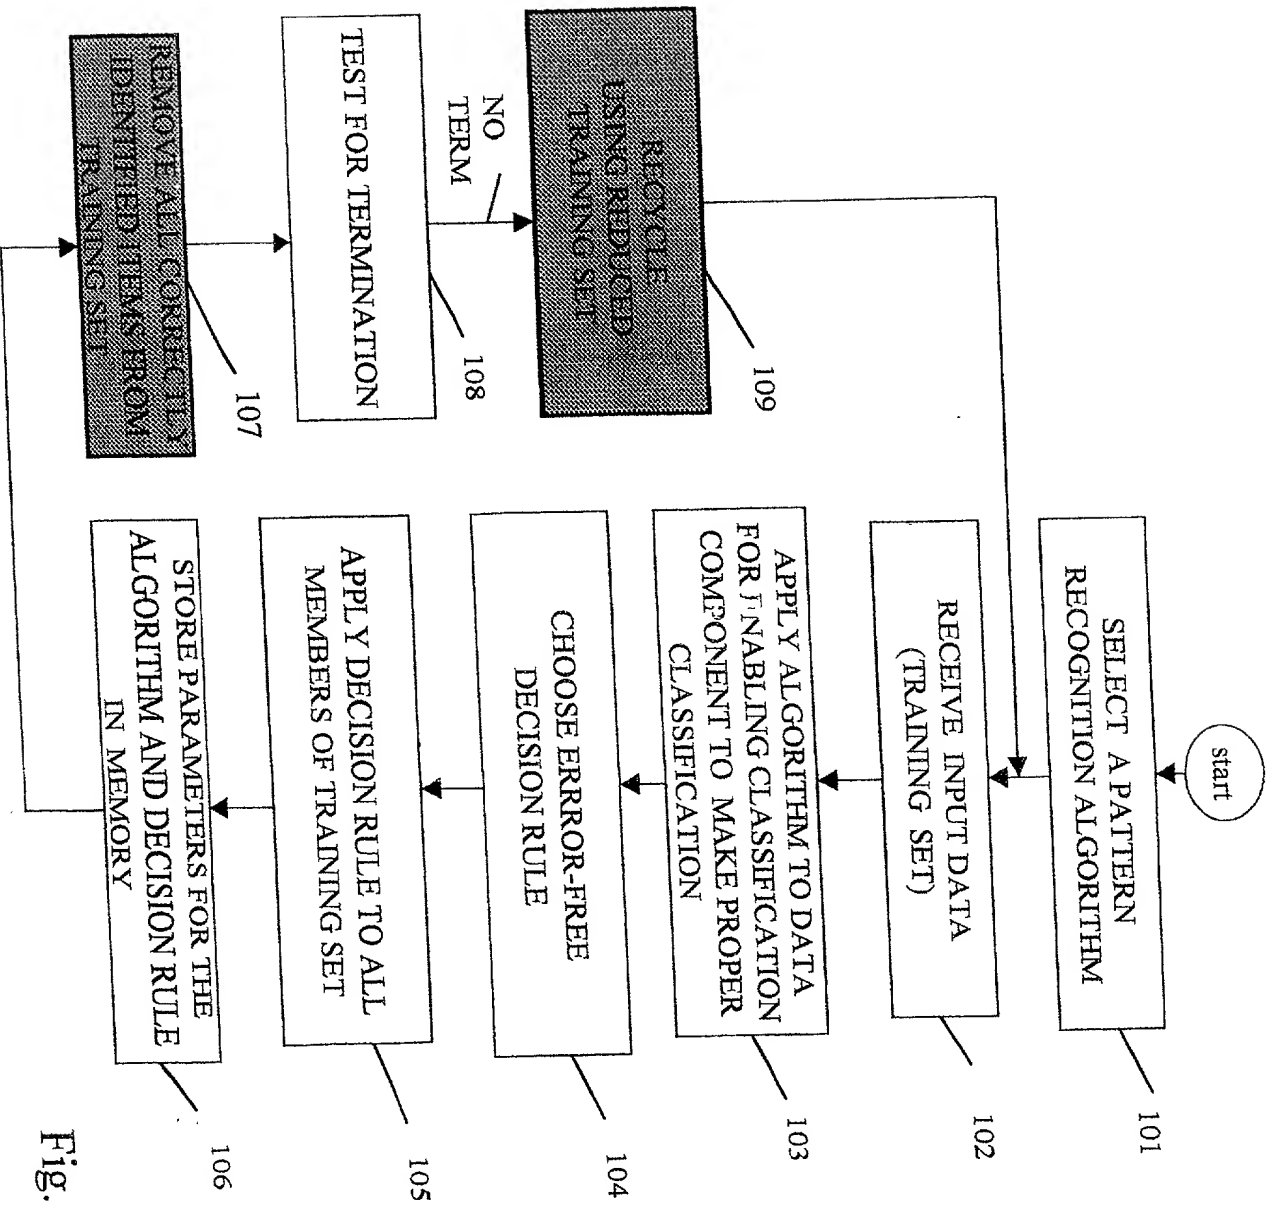 start
SELECT A PATTERN
RECOGNITION ALGORITHM
101
RECEIVE INPUT DATA
(TRAINING SET)
102
APPLY ALGORITHM TO DATA
FOR ENABLING CLASSIFICATION
COMPONENT TO MAKE PROPER
CLASSIFICATION
103
CHOOSE ERRROR-FREE
DECISION RULE
104
APPLY DECISION RULE TO ALL
MEMBERS OF TRAINING SET
105
STORE PARAMETERS FOR THE
ALGORITHM AND DECISION RULE
IN MEMORY
106
REMOVE ALL CORRECTLY
IDENTIFIED ITEMS FROM
TRAINING SET
107
TEST FOR TERMINATION
108
NO
TERM
RECYCLE
USING REDUCED
TRAINING SET
109
Fig.